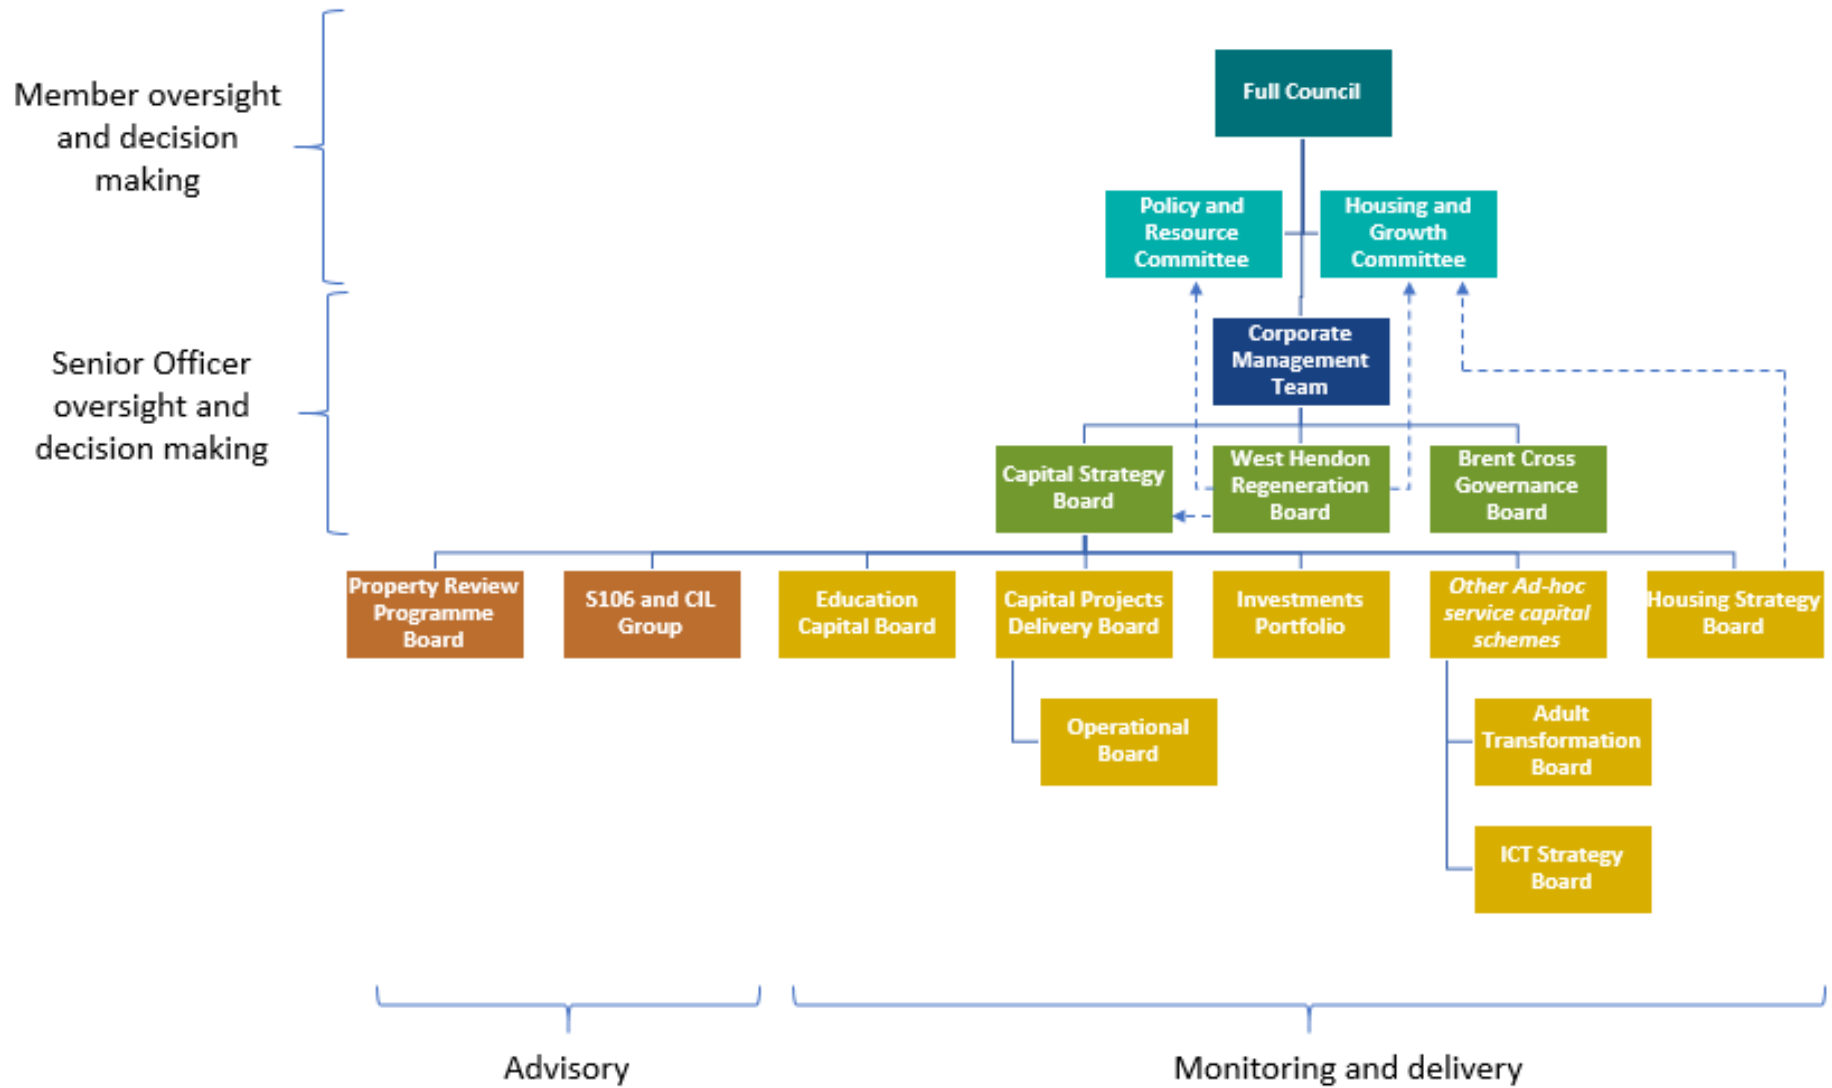 Member oversight
and decision
making
Full Council
Policy and
Resource
Committee
Housing and
Growth
Committee
Senior Officer
oversight and
decision making
Corporate
Management
Team
Capital Strategy
Board
West Hendon
Regeneration
Board
Brent Cross
Governance
Board
Property Review
Programme
Board
S106 and CIL
Group
Education
Capital Board
Capital Projects
Delivery Board
Investments
Portfolio
Other Ad-hoc
service capital
schemes
Housing Strategy
Board
Operational
Board
Adult
Transformation
Board
ICT Strategy
Board
Advisory
Monitoring and delivery